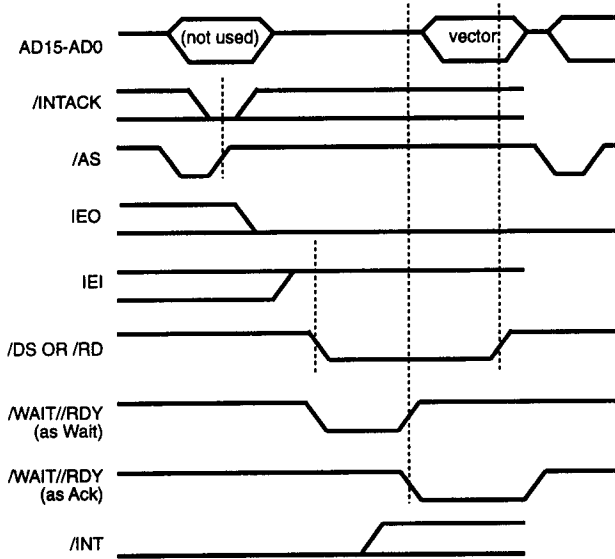 AD15-AD0
(not used)
vector
/INTACK
/AS
IEO
IEI
/DS OR /RD
/WAIT//RDY
(as Wait)
/WAIT//RDY
(as Ack)
/INT